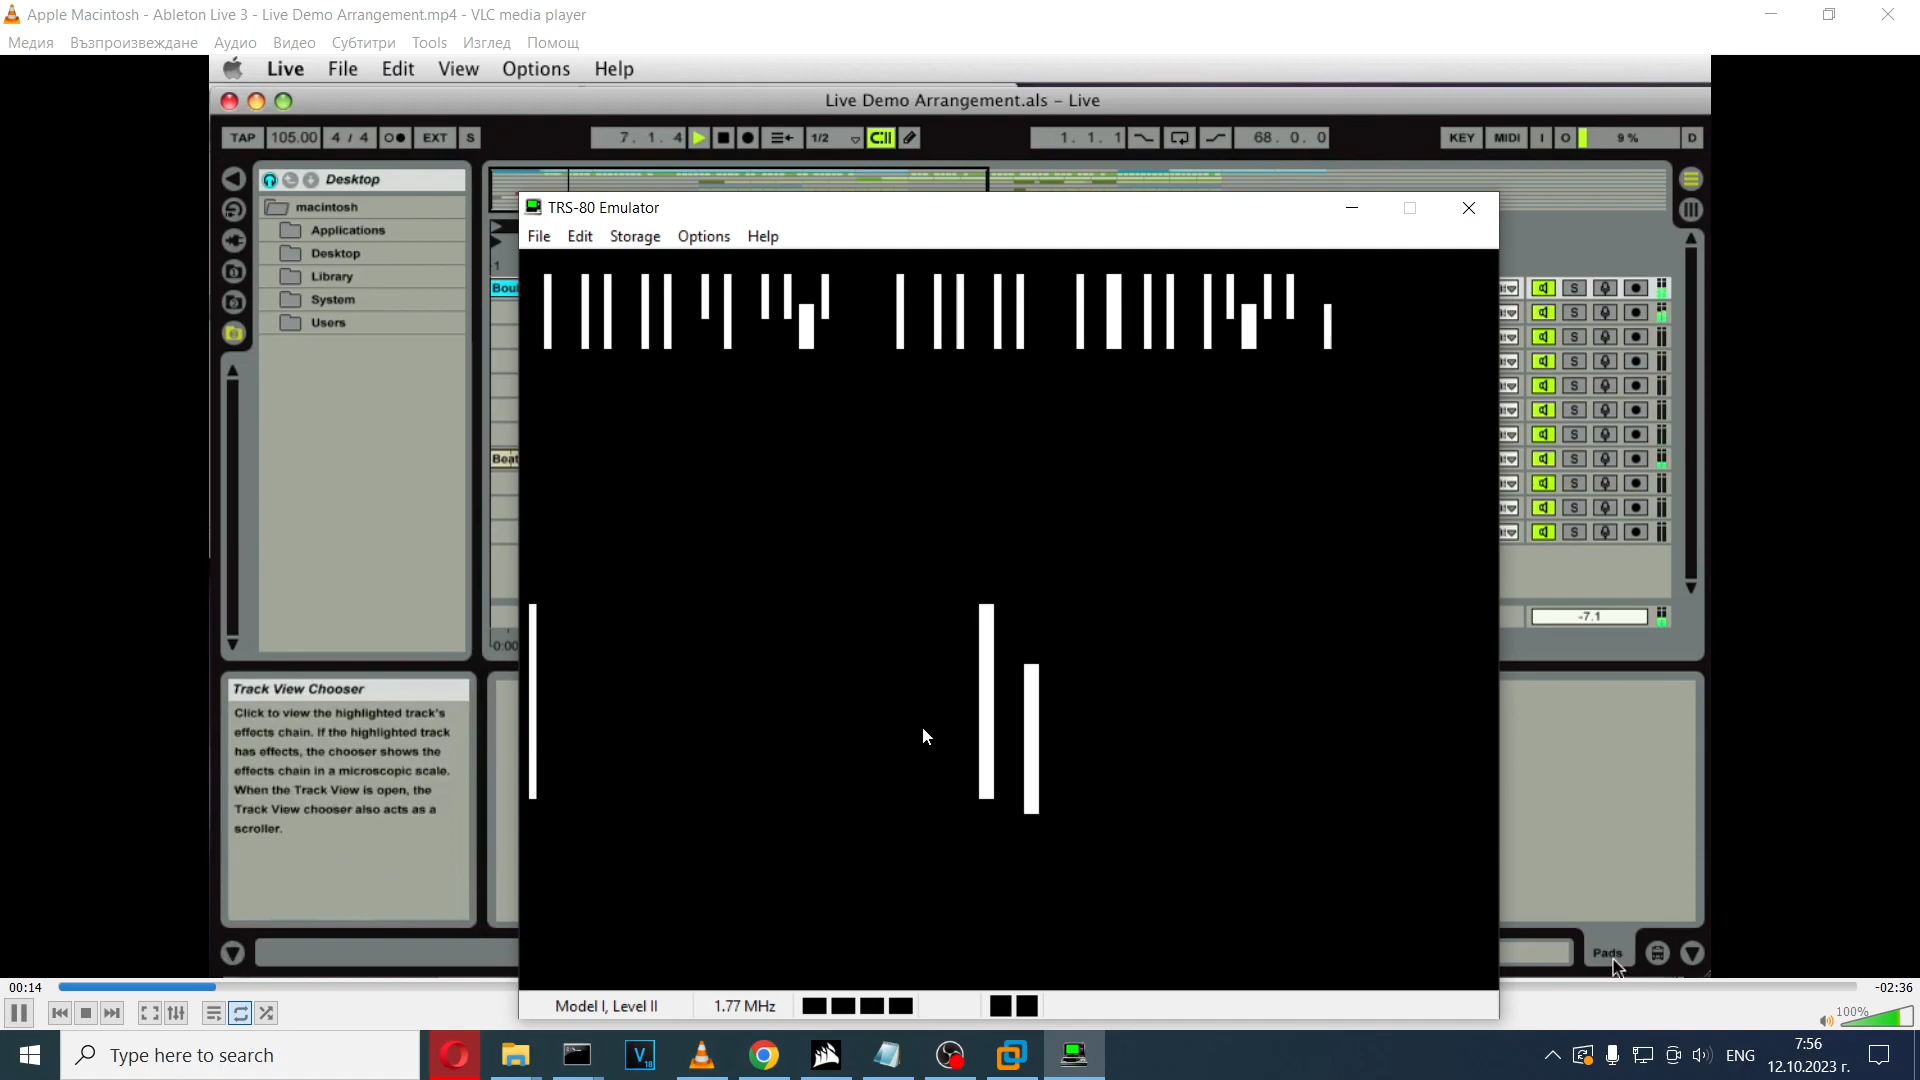 Apple Macintosh - Ableton Live 3 - Live Demo Arrangement.mp4 - VLC media player
Медия Възпроизвеждане Аудио Видео Субтитри Tools Изглед Помощ
Live File Edit View Options Help
Live Demo Arrangement.als - Live
TAP 105.00 4 / 4 EXT S 7. 1. 4 1/2 1. 1. 1 68. 0. 0 KEY MIDI I O 9 % D
Desktop
macintosh
Applications
Desktop
Library
System
Users
TRS-80 Emulator
File Edit Storage Options Help
1
Boul
Beat
S
S
S
S
S
S
S
S
S
S
S
-7.1
0:00
Track View Chooser
Click to view the highlighted track's
effects chain. If the highlighted track
has effects, the chooser shows the
effects chain in a microscopic scale.
When the Track View is open, the
Track View chooser also acts as a
scroller.
Pads
Model I, Level II 1.77 MHz
00:14 -02:36
100%
Type here to search
V
18
ENG
7:56
12.10.2023 г.